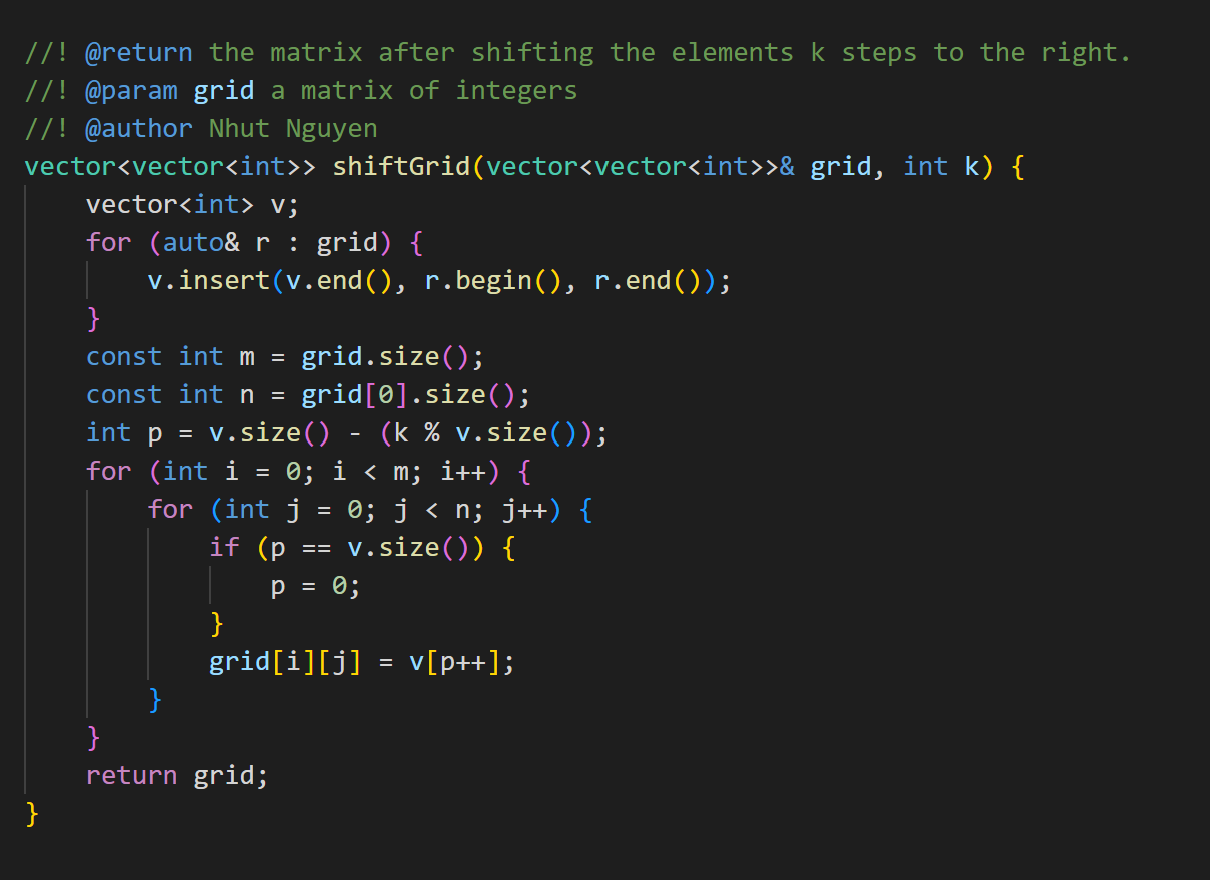 //! @return the matrix after shifting the elements k steps to the right.
//! @param grid a matrix of integers
//! @author Nhut Nguyen
vector<vector<int>> shiftGrid(vector<vector<int>>& grid, int k) {
    vector<int> v;
    for (auto& r : grid) {
        v.insert(v.end(), r.begin(), r.end());
    }
    const int m = grid.size();
    const int n = grid[0].size();
    int p = v.size() - (k % v.size());
    for (int i = 0; i < m; i++) {
        for (int j = 0; j < n; j++) {
            if (p == v.size()) {
                p = 0;
            }
            grid[i][j] = v[p++];
        }
    }
    return grid;
}